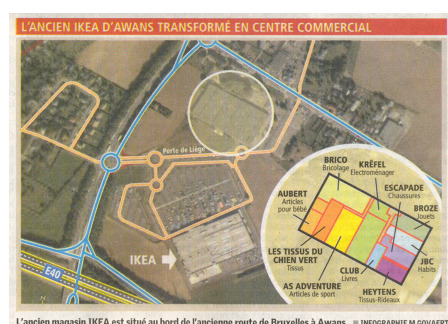 L'ANCIEN IKEA D'AWANS TRANSFORMÉ EN CENTRE COMMERCIAL
Porte de Liège
BRICO
Bricolage
KRËFEL
Electroménager
ESCAPADE
Chaussures
AUBERT
Articles
pour bébé
BROZE
Jouets
IKEA
LES TISSUS DU
CHIEN VERT
Tissus
JBC
Habits
CLUB
Livres
AS ADVENTURE
Articles de sport
HEYTENS
Tissus-Rideaux
E40
L'ancien magasin IKEA est situé au bord de l'ancienne route de Bruxelles à Awans. INFOGRAPHIE M.GOVAERT